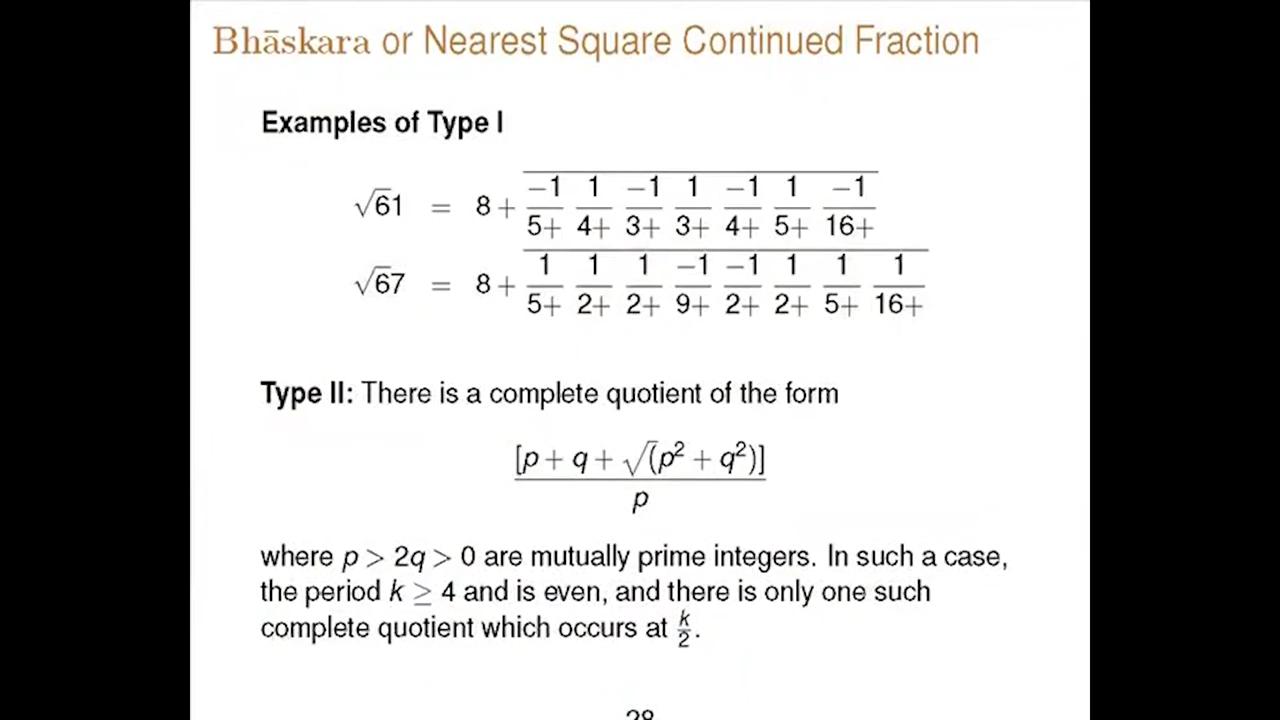 Bhāskara or Nearest Square Continued Fraction
Examples of Type I
√61 = 8 + -1/5+ 1/4+ -1/3+ 1/3+ -1/4+ 1/5+ -1/16+
√67 = 8 + 1/5+ 1/2+ 1/2+ -1/9+ -1/2+ 1/2+ 1/5+ 1/16+
Type II: There is a complete quotient of the form
[p + q + √(p² + q²)]
p
where p > 2q > 0 are mutually prime integers. In such a case,
the period k ≥ 4 and is even, and there is only one such
complete quotient which occurs at k/2.
28